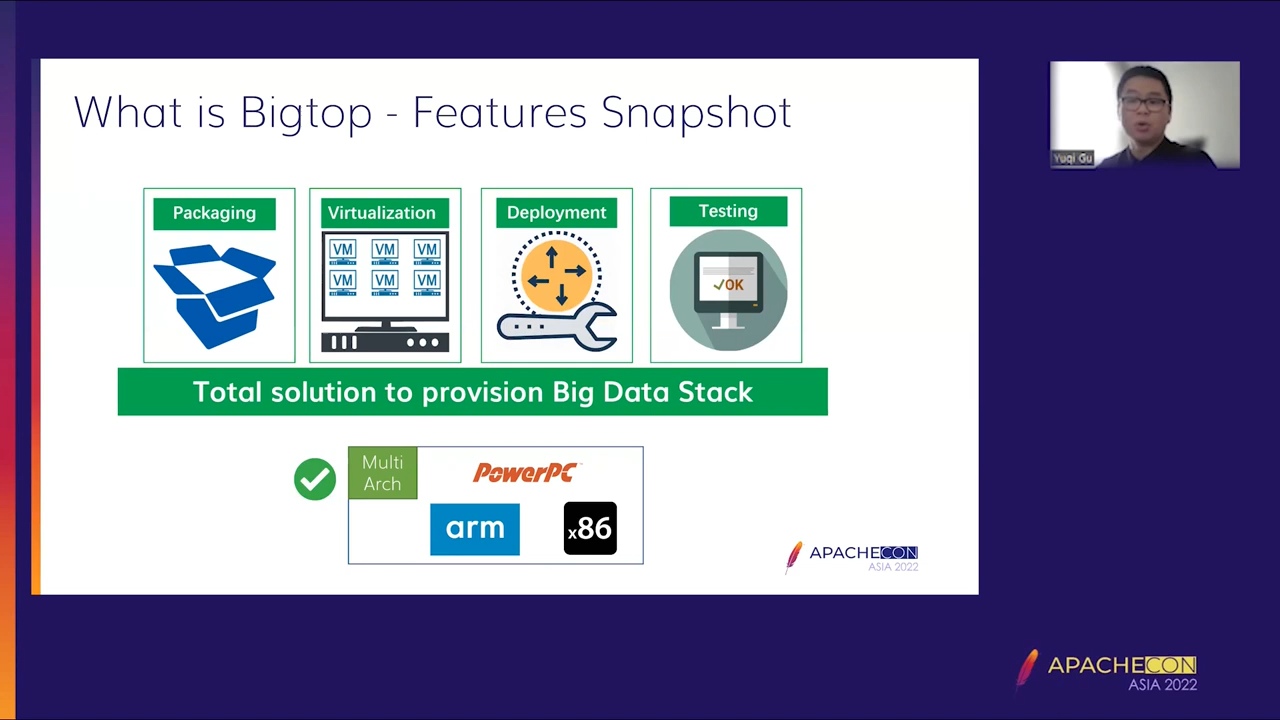 What is Bigtop - Features Snapshot
Yuqi Gu
Packaging
Virtualization
Deployment
Testing
VM VM VM
VM VM VM
✓OK
Total solution to provision Big Data Stack
Multi
Arch
PowerPC
arm
x86
APACHECON
ASIA 2022
APACHECON
ASIA 2022